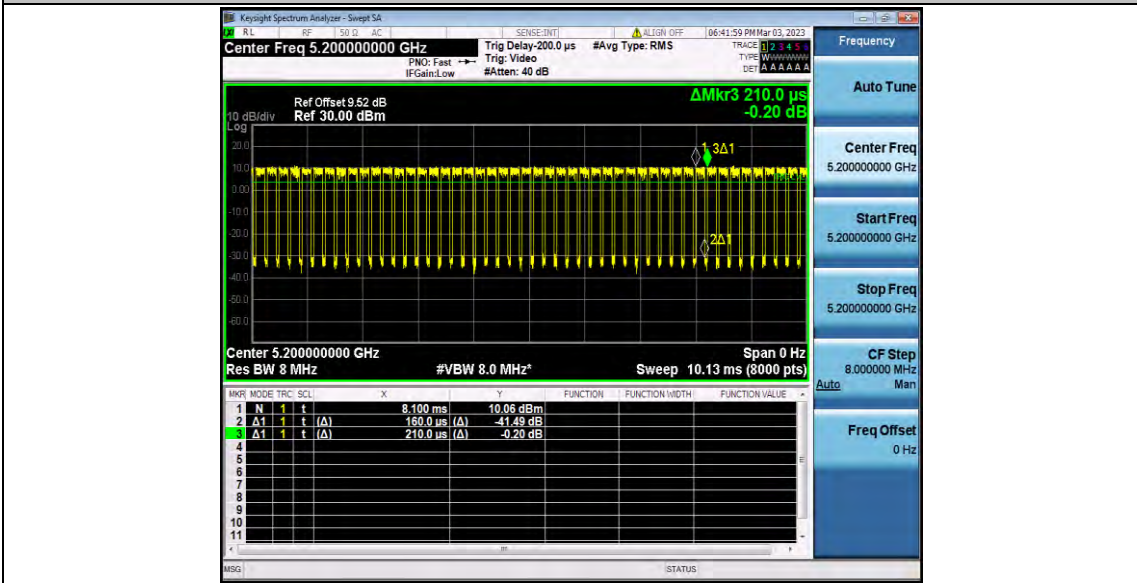 Keysight Spectrum Analyzer - Swept SA
RL RF 50 Ω AC SENSE:INT ALIGN OFF 06:41:59 PM Mar 03, 2023
Center Freq 5.200000000 GHz
PNO: Fast
IFGain:Low
Trig Delay-200.0 µs
Trig: Video
#Atten: 40 dB
#Avg Type: RMS
TRACE 1 2 3 4 5 6
TYPE
DET A A A A A A
Frequency
Auto Tune
Center Freq
5.200000000 GHz
Start Freq
5.200000000 GHz
Stop Freq
5.200000000 GHz
CF Step
8.000000 MHz
Auto Man
Freq Offset
0 Hz
ΔMkr3 210.0 µs
-0.20 dB
Ref Offset 9.52 dB
10 dB/div Ref 30.00 dBm
Log
20.0
10.0
0.00
-10.0
-20.0
-30.0
-40.0
-50.0
-60.0
1 3Δ1
2Δ1
Center 5.200000000 GHz Span 0 Hz
Res BW 8 MHz #VBW 8.0 MHz* Sweep 10.13 ms (8000 pts)
MKR MODE TRC SCL X Y FUNCTION FUNCTION WIDTH FUNCTION VALUE
1 N 1 t 8.100 ms 10.06 dBm
2 Δ1 1 t (Δ) 160.0 µs (Δ) -41.49 dB
3 Δ1 1 t (Δ) 210.0 µs (Δ) -0.20 dB
4
5
6
7
8
9
10
11
MSG STATUS